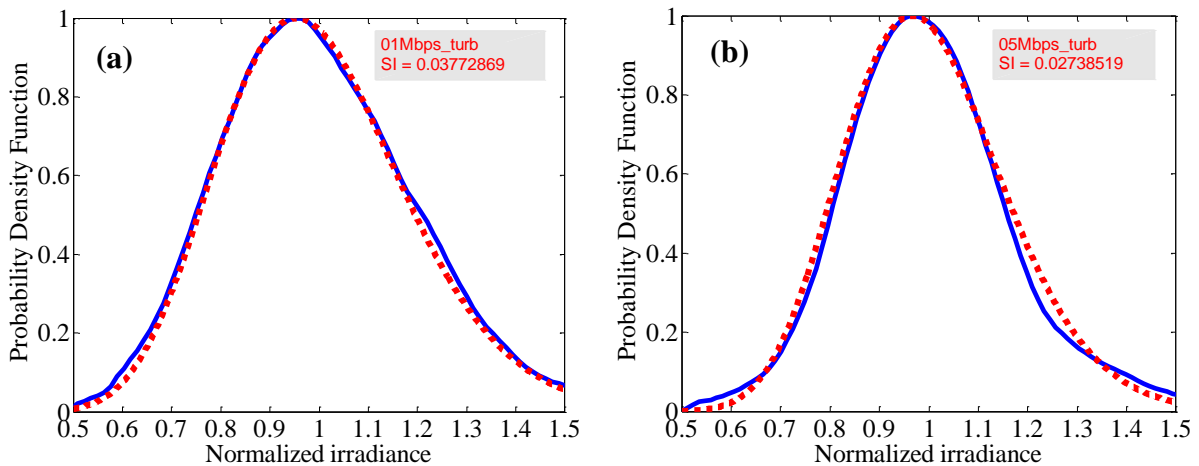 (a)
01Mbps_turb
SI = 0.03772869
Probability Density Function
1
0.8
0.6
0.4
0.2
0
0.5 0.6 0.7 0.8 0.9 1 1.1 1.2 1.3 1.4 1.5
Normalized irradiance
(b)
05Mbps_turb
SI = 0.02738519
Probability Density Function
1
0.8
0.6
0.4
0.2
0
0.5 0.6 0.7 0.8 0.9 1 1.1 1.2 1.3 1.4 1.5
Normalized irradiance